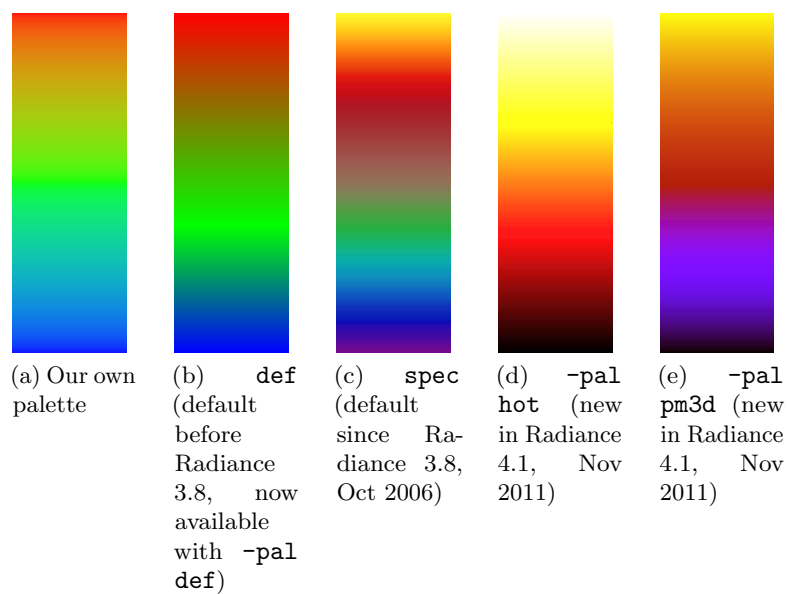 (a) Our own
palette
(b) def
(default
before
Radiance
3.8, now
available
with -pal
def)
(c) spec
(default
since Ra-
diance 3.8,
Oct 2006)
(d) -pal
hot (new
in Radiance
4.1, Nov
2011)
(e) -pal
pm3d (new
in Radiance
4.1, Nov
2011)